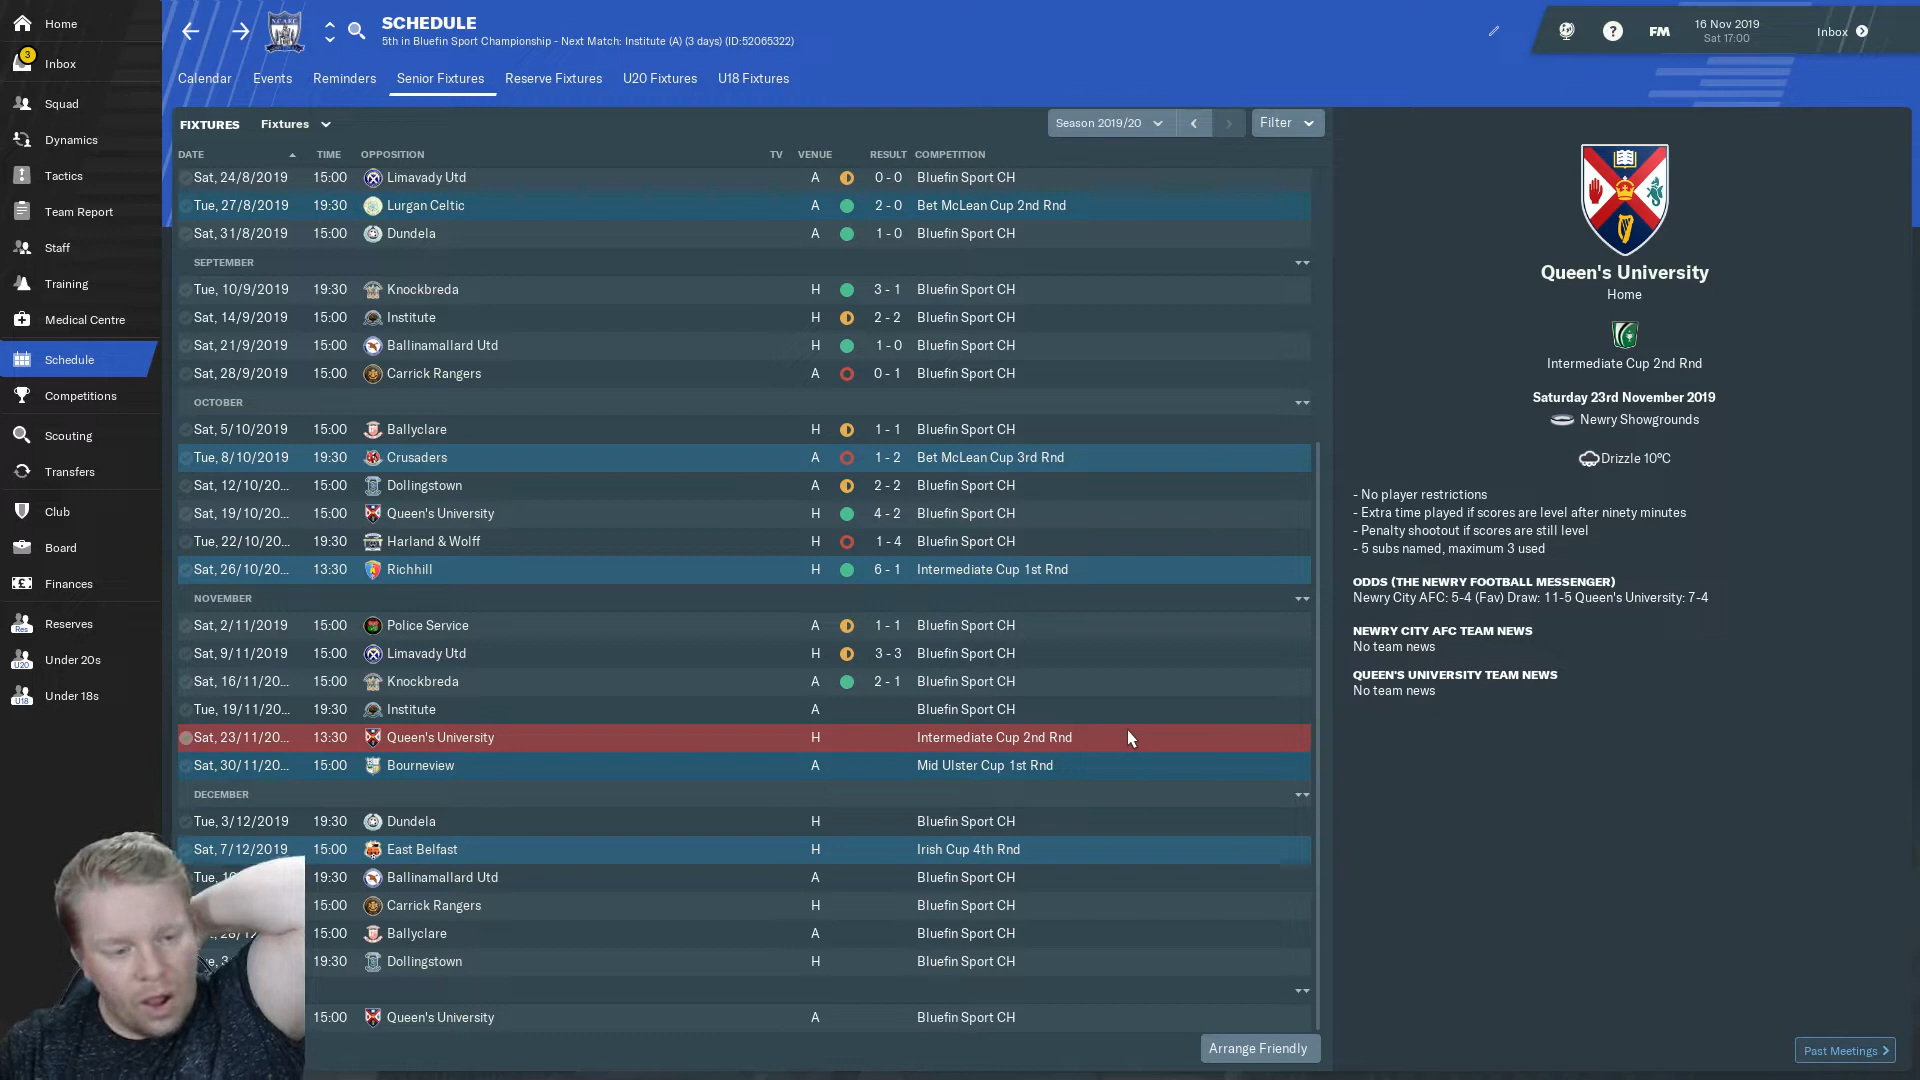 Home
3
Inbox
Squad
Dynamics
Tactics
Team Report
Staff
Training
Medical Centre
Schedule
Competitions
Scouting
Transfers
Club
Board
Finances
Res
Reserves
U20
Under 20s
U18
Under 18s
SCHEDULE
5th in Bluefin Sport Championship - Next Match: Institute (A) (3 days) (ID:52065322)
? FM 16 Nov 2019 Sat 17:00 Inbox
Calendar Events Reminders Senior Fixtures Reserve Fixtures U20 Fixtures U18 Fixtures
FIXTURES Fixtures Season 2019/20 Filter
DATE TIME OPPOSITION TV VENUE RESULT COMPETITION
Sat, 24/8/2019 15:00 Limavady Utd A 0 - 0 Bluefin Sport CH
Tue, 27/8/2019 19:30 Lurgan Celtic A 2 - 0 Bet McLean Cup 2nd Rnd
Sat, 31/8/2019 15:00 Dundela A 1 - 0 Bluefin Sport CH
SEPTEMBER
Tue, 10/9/2019 19:30 Knockbreda H 3 - 1 Bluefin Sport CH
Sat, 14/9/2019 15:00 Institute H 2 - 2 Bluefin Sport CH
Sat, 21/9/2019 15:00 Ballinamallard Utd H 1 - 0 Bluefin Sport CH
Sat, 28/9/2019 15:00 Carrick Rangers A 0 - 1 Bluefin Sport CH
OCTOBER
Sat, 5/10/2019 15:00 Ballyclare H 1 - 1 Bluefin Sport CH
Tue, 8/10/2019 19:30 Crusaders A 1 - 2 Bet McLean Cup 3rd Rnd
Sat, 12/10/20... 15:00 Dollingstown A 2 - 2 Bluefin Sport CH
Sat, 19/10/20... 15:00 Queen's University H 4 - 2 Bluefin Sport CH
Tue, 22/10/20... 19:30 Harland & Wolff H 1 - 4 Bluefin Sport CH
Sat, 26/10/20... 13:30 Richhill H 6 - 1 Intermediate Cup 1st Rnd
NOVEMBER
Sat, 2/11/2019 15:00 Police Service A 1 - 1 Bluefin Sport CH
Sat, 9/11/2019 15:00 Limavady Utd H 3 - 3 Bluefin Sport CH
Sat, 16/11/20... 15:00 Knockbreda A 2 - 1 Bluefin Sport CH
Tue, 19/11/20... 19:30 Institute A Bluefin Sport CH
Sat, 23/11/20... 13:30 Queen's University H Intermediate Cup 2nd Rnd
Sat, 30/11/20... 15:00 Bourneview A Mid Ulster Cup 1st Rnd
DECEMBER
Tue, 3/12/2019 19:30 Dundela H Bluefin Sport CH
Sat, 7/12/2019 15:00 East Belfast H Irish Cup 4th Rnd
Tue, 19:30 Ballinamallard Utd A Bluefin Sport CH
15:00 Carrick Rangers H Bluefin Sport CH
15:00 Ballyclare A Bluefin Sport CH
19:30 Dollingstown H Bluefin Sport CH
15:00 Queen's University A Bluefin Sport CH
Arrange Friendly
Queen's University
Home
Intermediate Cup 2nd Rnd
Saturday 23rd November 2019
Newry Showgrounds
Drizzle 10ºC
- No player restrictions
- Extra time played if scores are level after ninety minutes
- Penalty shootout if scores are still level
- 5 subs named, maximum 3 used
ODDS (THE NEWRY FOOTBALL MESSENGER)
Newry City AFC: 5-4 (Fav) Draw: 11-5 Queen's University: 7-4
NEWRY CITY AFC TEAM NEWS
No team news
QUEEN'S UNIVERSITY TEAM NEWS
No team news
Past Meetings